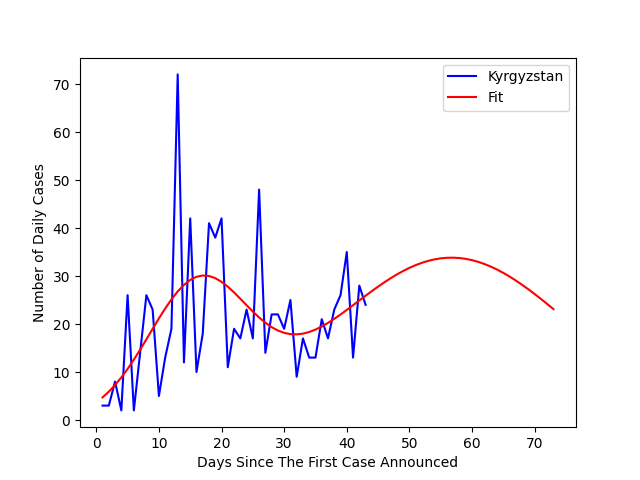 Kyrgyzstan
Fit
70
60
50
40
30
20
10
0
Number of Daily Cases
0 10 20 30 40 50 60 70
Days Since The First Case Announced